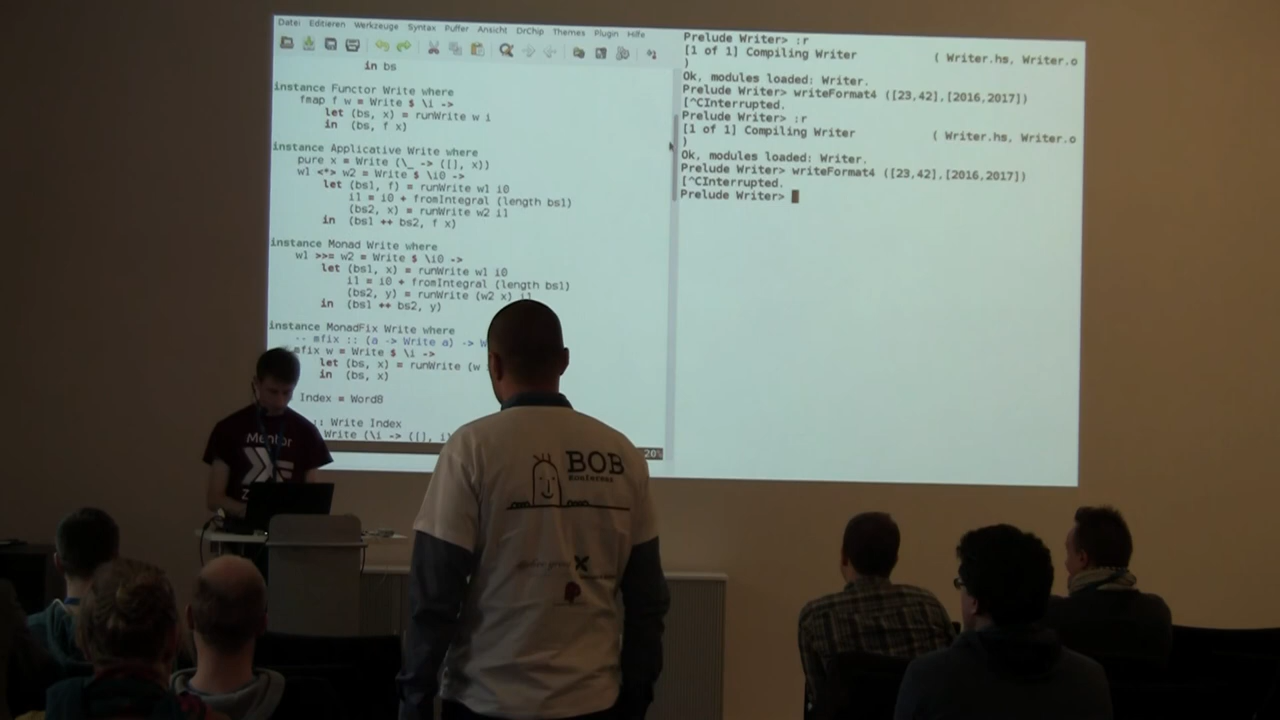 Datei Editieren Werkzeuge Syntax Puffer Ansicht DrChip Themes Plugin Hilfe
in bs
instance Functor Write where
fmap f w = Write $ \i ->
let (bs, x) = runWrite w i
in (bs, f x)
instance Applicative Write where
pure x = Write (\_ -> ([], x))
w1 <*> w2 = Write $ \i0 ->
let (bs1, f) = runWrite w1 i0
i1 = i0 + fromIntegral (length bs1)
(bs2, x) = runWrite w2 i1
in (bs1 ++ bs2, f x)
instance Monad Write where
w1 >>= w2 = Write $ \i0 ->
let (bs1, x) = runWrite w1 i0
i1 = i0 + fromIntegral (length bs1)
(bs2, y) = runWrite (w2 x) i1
in (bs1 ++ bs2, y)
instance MonadFix Write where
-- mfix :: (a -> Write a) -> W
mfix w = Write $ \i ->
let (bs, x) = runWrite (w
in (bs, x)
Index = Word8
:: Write Index
Write (\i -> ([], i)
20%
Prelude Writer> :r
[1 of 1] Compiling Writer ( Writer.hs, Writer.o
)
Ok, modules loaded: Writer.
Prelude Writer> writeFormat4 ([23,42],[2016,2017])
[^CInterrupted.
Prelude Writer> :r
[1 of 1] Compiling Writer ( Writer.hs, Writer.o
)
Ok, modules loaded: Writer.
Prelude Writer> writeFormat4 ([23,42],[2016,2017])
[^CInterrupted.
Prelude Writer>
Mentor
BOB